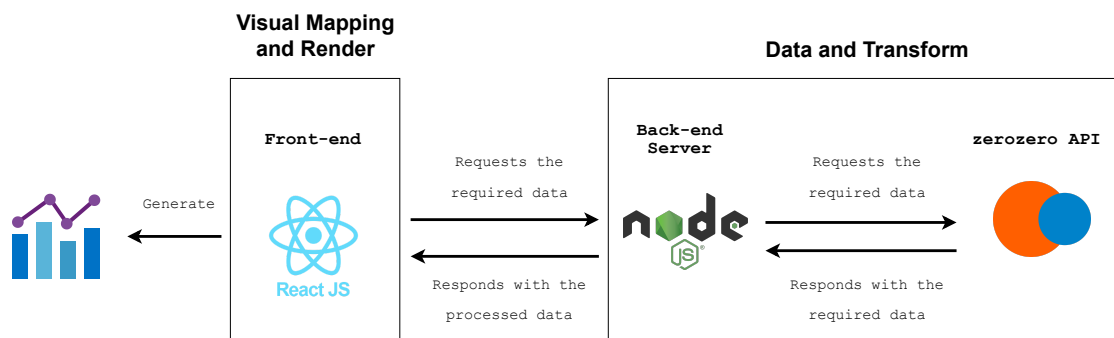 Visual Mapping
and Render
Data and Transform
Front-end
Back-end
Server
zerozero API
Generate
Requests the
required data
Requests the
required data
React JS
node
JS
®
Responds with the
processed data
Responds with the
required data